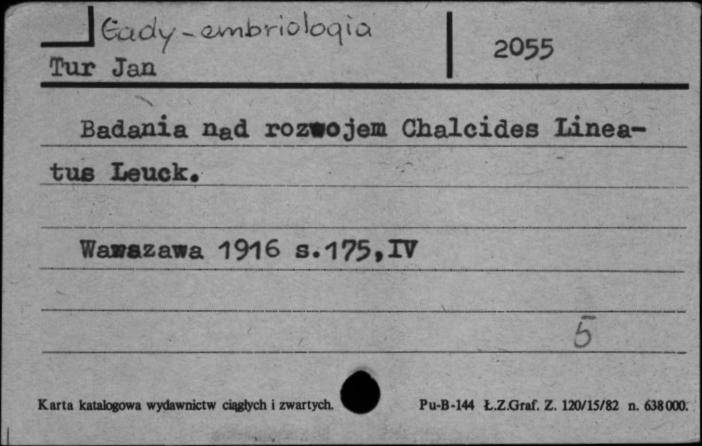 Gady - embriologia
2055
Tur Jan
Badania nad rozwojem Chalcides Linea-
tus Leuck.
Wawszawa 1916 s.175,IV
5
Karta katalogowa wydawnictw ciągłych i zwartych.
Pu-B-144 Ł.Z.Graf. Z. 120/15/82 n. 638000.